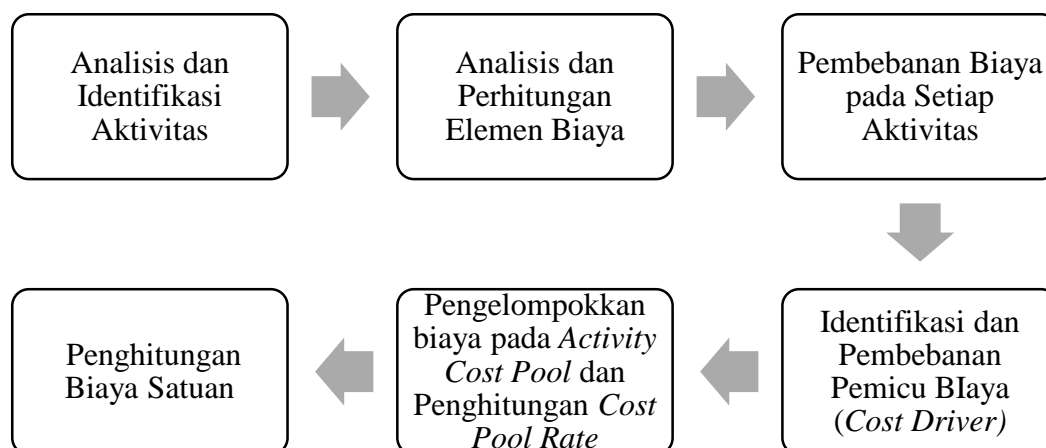 Analisis dan
Identifikasi
Aktivitas
Analisis dan
Perhitungan
Elemen Biaya
Pembebanan Biaya
pada Setiap
Aktivitas
Identifikasi dan
Pembebanan
Pemicu BIaya
(Cost Driver)
Pengelompokkan
biaya pada Activity
Cost Pool dan
Penghitungan Cost
Pool Rate
Penghitungan
Biaya Satuan